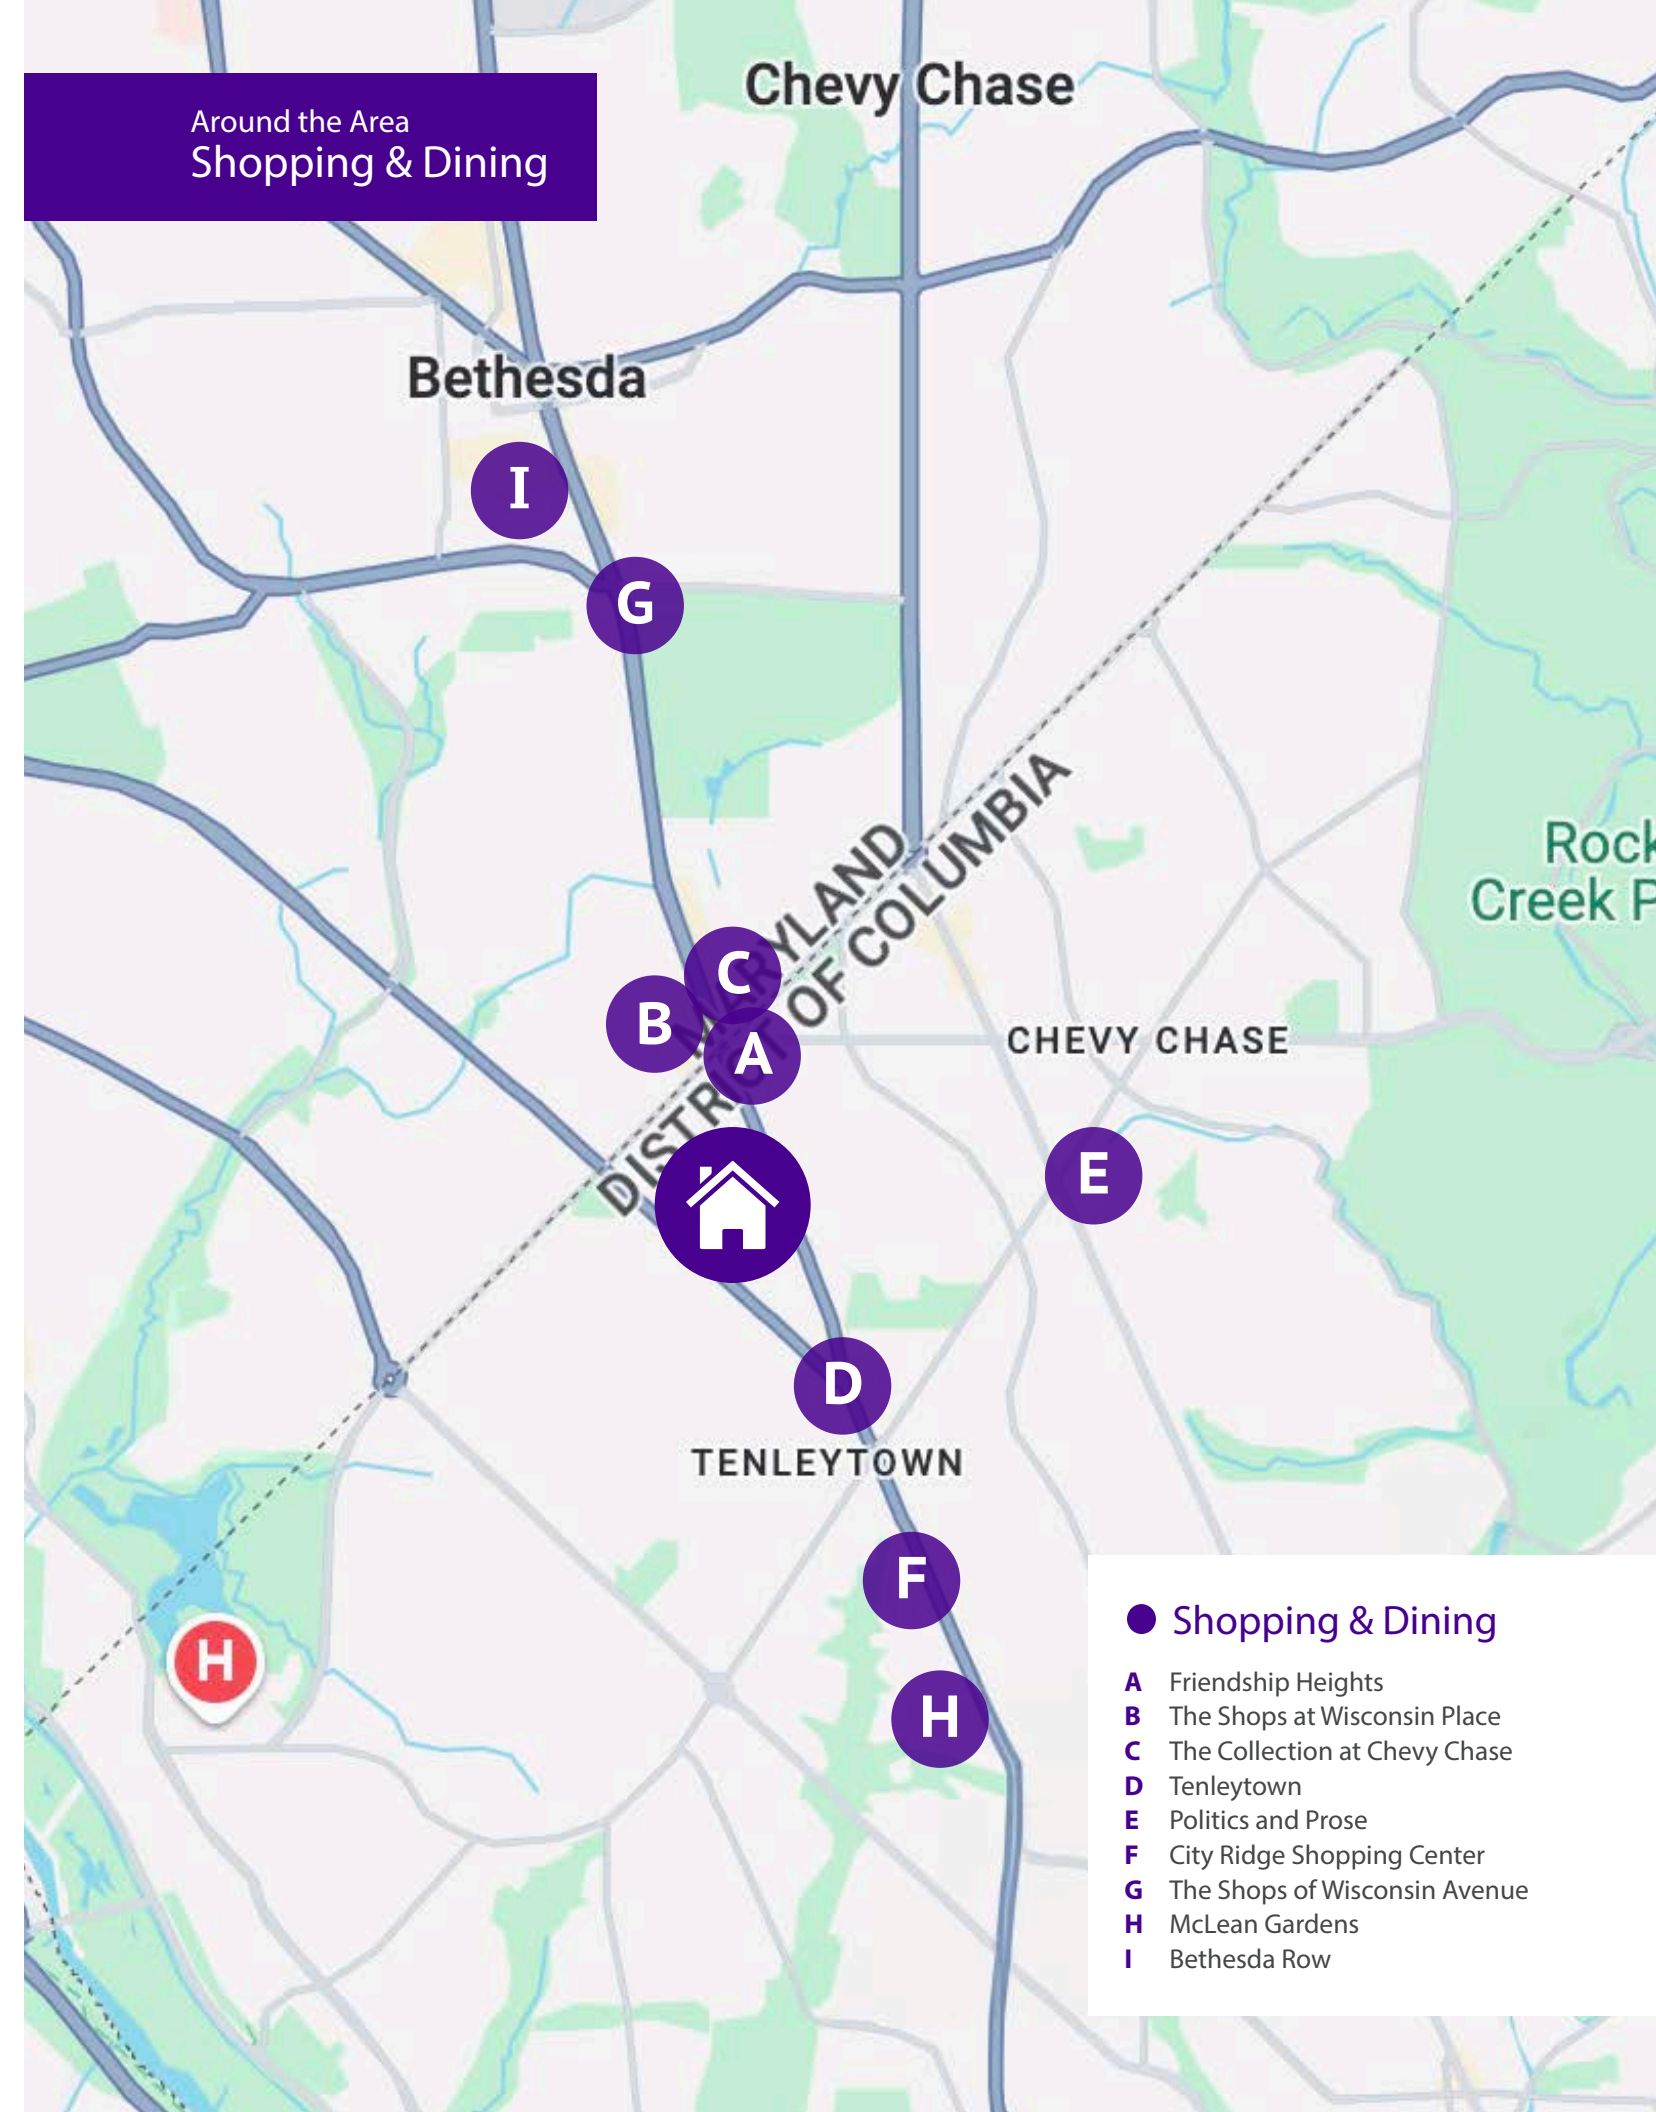 Around the Area
Shopping & Dining
Chevy Chase
Bethesda
I
G
MARYLAND
DISTRICT OF COLUMBIA
Rock
Creek P
C
B
A
CHEVY CHASE
E
D
TENLEYTOWN
F
H
H
Shopping & Dining
A Friendship Heights
B The Shops at Wisconsin Place
C The Collection at Chevy Chase
D Tenleytown
E Politics and Prose
F City Ridge Shopping Center
G The Shops of Wisconsin Avenue
H McLean Gardens
I Bethesda Row